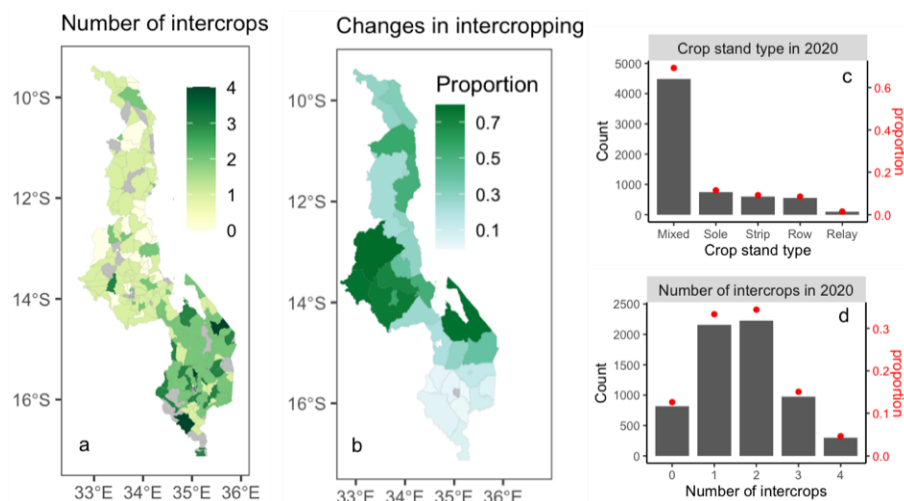 Number of intercrops
10°S
12°S
14°S
16°S
4
3
2
1
0
a
33°E 34°E 35°E 36°E
Changes in intercropping
Proportion
0.7
0.5
0.3
0.1
10°S
12°S
14°S
16°S
b
33°E 34°E 35°E 36°E
Crop stand type in 2020
c
5000
4000
3000
2000
1000
0
Count
0.6
0.4
0.2
0.0
proportion
Mixed Sole Strip Row Relay
Crop stand type
Number of intercrops in 2020
d
2500
2000
1500
1000
500
0
Count
0.3
0.2
0.1
0.0
proportion
0 1 2 3 4
Number of intercrops